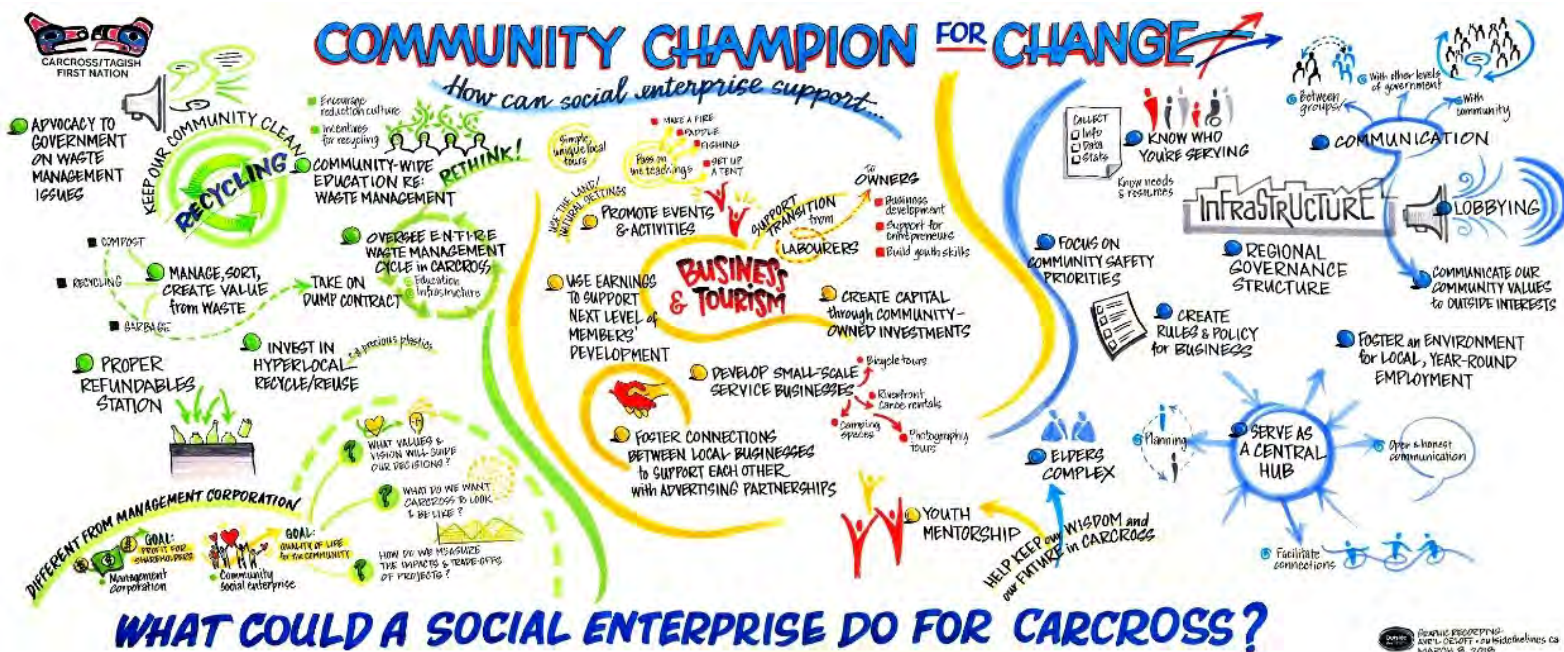 CARCROSS/TAGISH
FIRST NATION
COMMUNITY CHAMPION FOR CHANGE
How can social enterprise support...
ADVOCACY TO
GOVERNMENT
ON WASTE
MANAGEMENT
ISSUES
KEEP OUR COMMUNITY CLEAN
RECYCLING
Encourage
reduction culture
Incentives
for recycling
RETHINK!
COMMUNITY-WIDE
EDUCATION RE:
WASTE MANAGEMENT
OVERSEE E·N·T·I·R·E
WASTE MANAGEMENT
CYCLE in CARCROSS
Education
Infrastructure
COMPOST
RECYCLING
GARBAGE
MANAGE, SORT,
CREATE VALUE
from WASTE
TAKE ON
DUMP CONTRACT
INVEST IN
HYPERLOCAL
RECYCLE/REUSE
e.g. precious plastics
PROPER
REFUNDABLES
STATION
DIFFERENT FROM MANAGEMENT CORPORATION
GOAL:
PROFIT FOR
SHAREHOLDERS
Management
corporation
GOAL:
QUALITY OF LIFE
for the COMMUNITY
Community
social enterprise
?
WHAT VALUES &
VISION WILL GUIDE
OUR DECISIONS?
?
WHAT DO WE WANT
CARCROSS TO LOOK
& BE LIKE?
?
HOW DO WE MEASURE
THE IMPACTS & TRADE-OFFS
OF PROJECTS?
Simple
unique local
tours
Pass on
the teachings
MAKE A FIRE
PADDLE
FISHING
SET UP
A TENT
USE THE LAND/
NATURAL SETTINGS
PROMOTE EVENTS
& ACTIVITIES
SUPPORT
TRANSITION
from
LABOURERS
TO
OWNERS
Business
development
Support for
entrepreneurs
Build youth skills
BUSINESS
& TOURISM
USE EARNINGS
TO SUPPORT
NEXT LEVEL of
MEMBERS'
DEVELOPMENT
CREATE CAPITAL
through COMMUNITY-
OWNED INVESTMENTS
DEVELOP SMALL-SCALE
SERVICE BUSINESSES
Bicycle tours
Riverfront
canoe rentals
Camping
spaces
Photography
tours
FOSTER CONNECTIONS
BETWEEN LOCAL BUSINESSES
to SUPPORT EACH OTHER
with ADVERTISING PARTNERSHIPS
YOUTH
MENTORSHIP
HELP KEEP our WISDOM and
our FUTURE in CARCROSS
ELDERS
COMPLEX
COLLECT
Info
Data
Stats
Know needs
& resources
KNOW WHO
YOU'RE SERVING
INFRASTRUCTURE
FOCUS ON
COMMUNITY SAFETY
PRIORITIES
REGIONAL
GOVERNANCE
STRUCTURE
CREATE
RULES & POLICY
for BUSINESS
Between
groups
With other levels
of government
With
community
COMMUNICATION
LOBBYING
COMMUNICATE OUR
COMMUNITY VALUES
to OUTSIDE INTERESTS
FOSTER an ENVIRONMENT
for LOCAL, YEAR-ROUND
EMPLOYMENT
SERVE AS
A CENTRAL
HUB
Planning
Open & honest
communication
Facilitate
connections
WHAT COULD A SOCIAL ENTERPRISE DO FOR CARCROSS?
GRAPHIC RECORDING:
AVRIL ORLOFF • outsidethelines.ca
MARCH 8, 2018